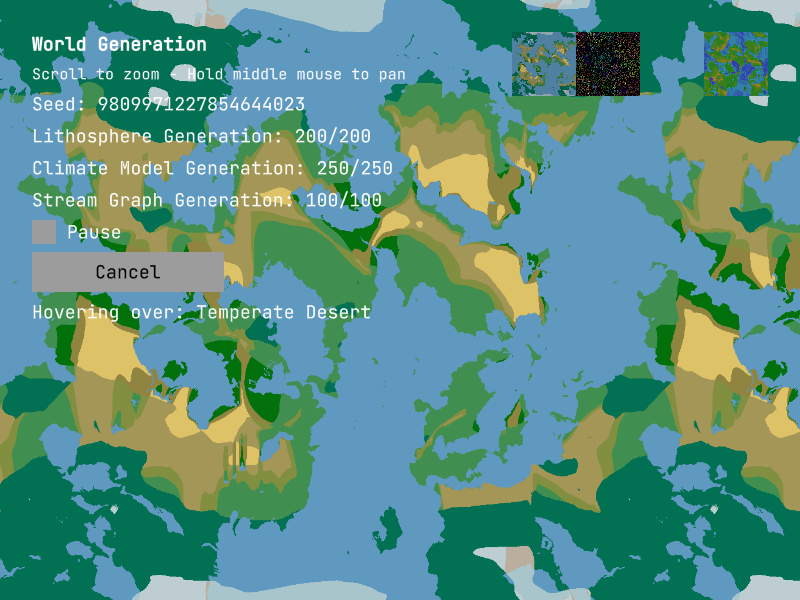 World Generation
Scroll to zoom - Hold middle mouse to pan
Seed: 9809971227854644023
Lithosphere Generation: 200/200
Climate Model Generation: 250/250
Stream Graph Generation: 100/100
Pause
Cancel
Hovering over: Temperate Desert